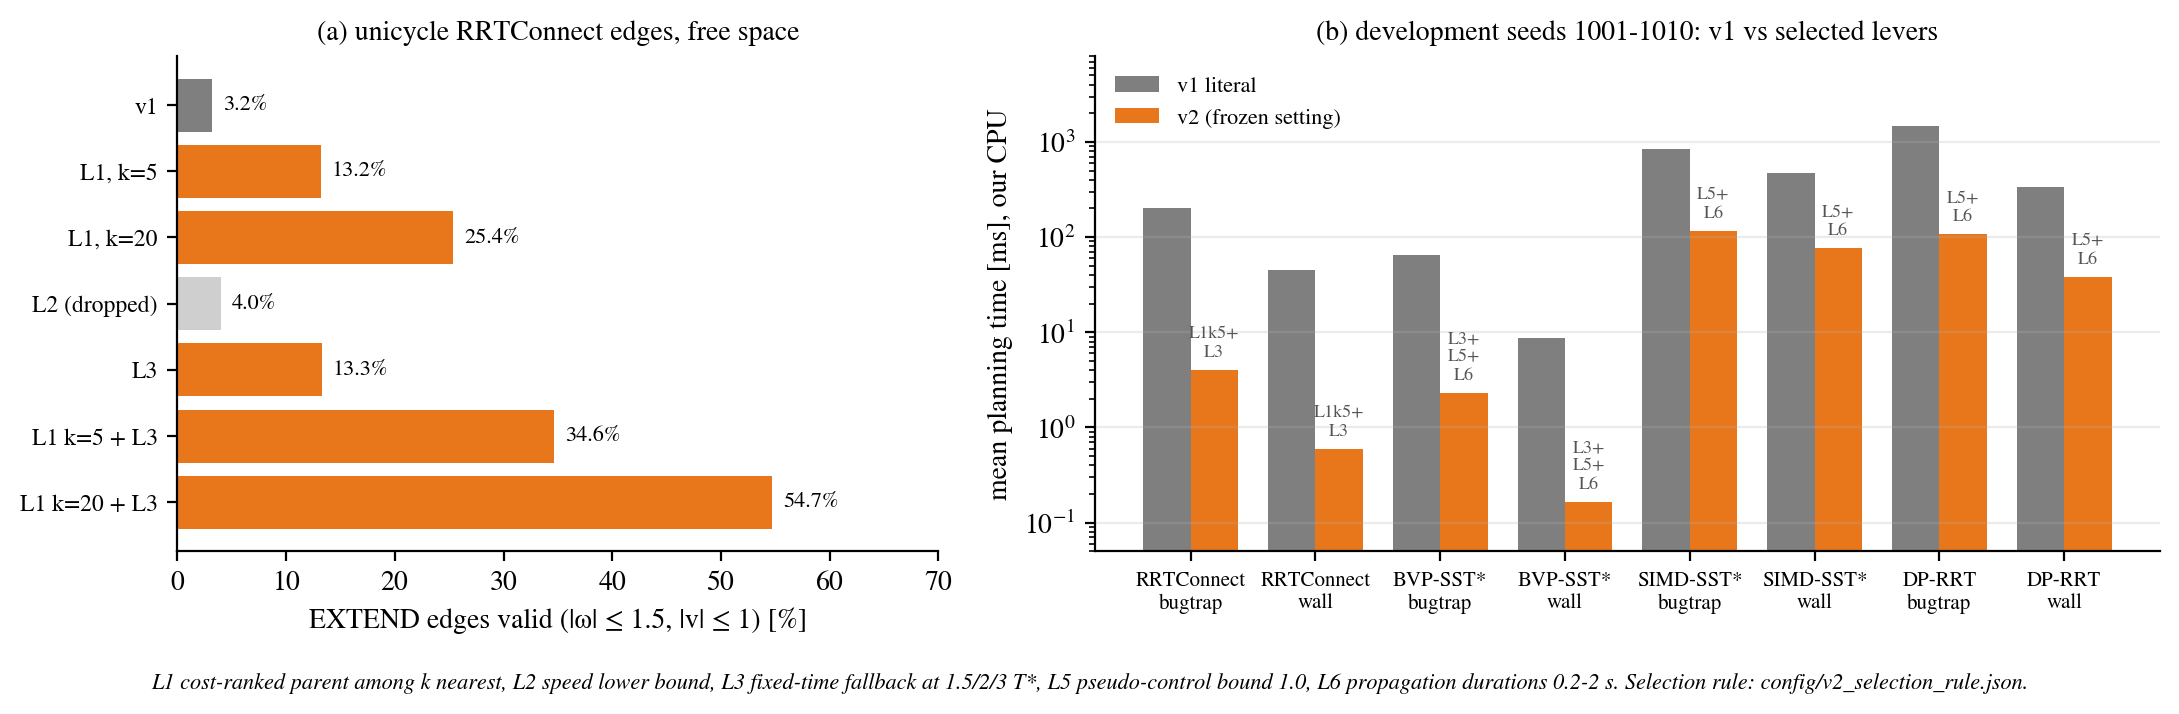 (a) unicycle RRTConnect edges, free space
v1
3.2%
L1, k=5
13.2%
L1, k=20
25.4%
L2 (dropped)
4.0%
L3
13.3%
L1 k=5 + L3
34.6%
L1 k=20 + L3
54.7%
0 10 20 30 40 50 60 70
EXTEND edges valid (|ω| ≤ 1.5, |v| ≤ 1) [%]
(b) development seeds 1001-1010: v1 vs selected levers
v1 literal
v2 (frozen setting)
mean planning time [ms], our CPU
10³
10²
10¹
10⁰
10⁻¹
L1k5+
L3
L1k5+
L3
L3+
L5+
L6
L3+
L5+
L6
L5+
L6
L5+
L6
L5+
L6
L5+
L6
RRTConnect
bugtrap
RRTConnect
wall
BVP-SST*
bugtrap
BVP-SST*
wall
SIMD-SST*
bugtrap
SIMD-SST*
wall
DP-RRT
bugtrap
DP-RRT
wall
L1 cost-ranked parent among k nearest, L2 speed lower bound, L3 fixed-time fallback at 1.5/2/3 T*, L5 pseudo-control bound 1.0, L6 propagation durations 0.2-2 s. Selection rule: config/v2_selection_rule.json.